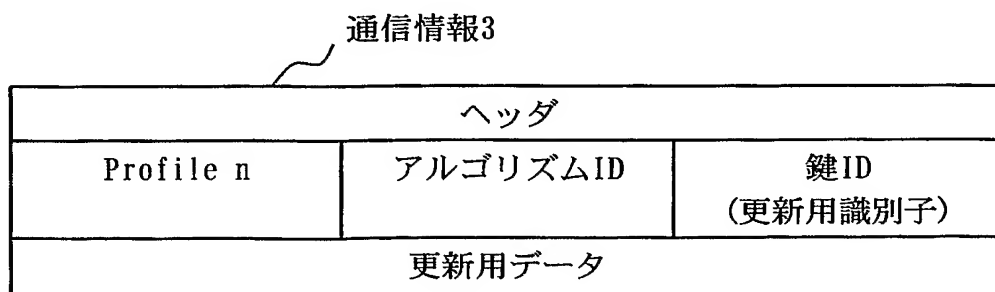 通信情報3
ヘッダ
Profile n
アルゴリズムID
鍵ID
(更新用識別子)
更新用データ